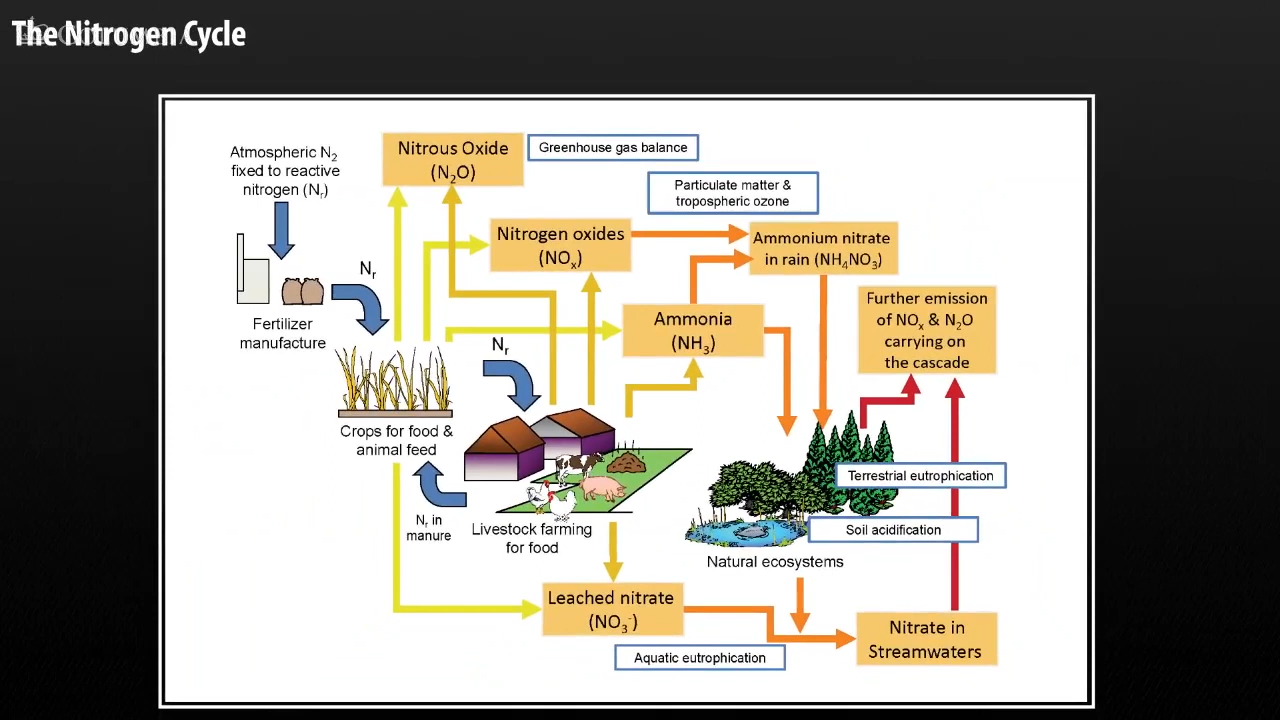 The Nitrogen Cycle
Atmospheric N₂
fixed to reactive
nitrogen (Nᵣ)
Nitrous Oxide
(N₂O)
Greenhouse gas balance
Particulate matter &
tropospheric ozone
Nitrogen oxides
(NOₓ)
Ammonium nitrate
in rain (NH₄NO₃)
Nᵣ
Fertilizer
manufacture
Ammonia
(NH₃)
Further emission
of NOₓ & N₂O
carrying on
the cascade
Nᵣ
Crops for food &
animal feed
Nᵣ in
manure
Livestock farming
for food
Terrestrial eutrophication
Soil acidification
Natural ecosystems
Leached nitrate
(NO₃⁻)
Aquatic eutrophication
Nitrate in
Streamwaters